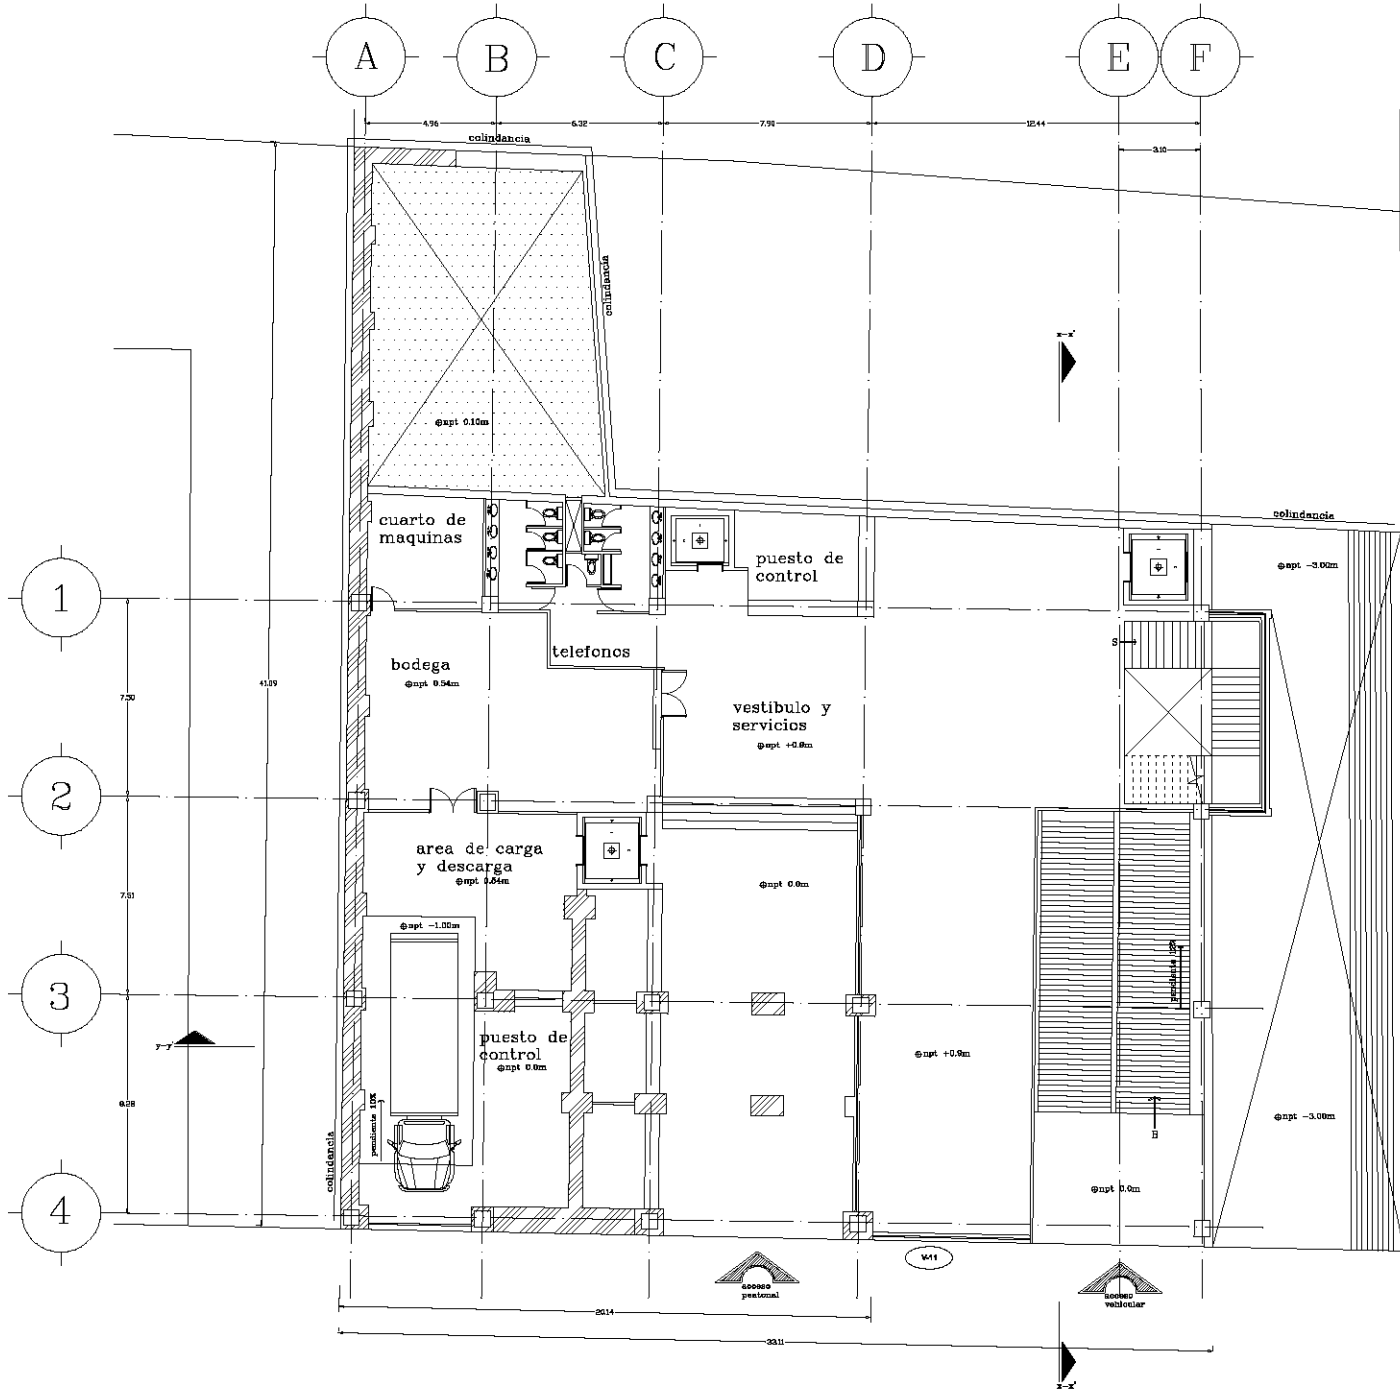 A B C D E F
4.96 6.32 7.90 12.44
3.10
colindancia
colindancia
x-x'
⊕npt 0.10m
colindancia
cuarto de
maquinas
puesto de
control
⊕npt -3.00m
1
S
telefonos
bodega
⊕npt 0.54m
41.09
7.50
vestibulo y
servicios
⊕npt +0.9m
2
area de carga
y descarga
⊕npt 0.54m
⊕npt 0.0m
7.51
⊕npt -1.00m
pendiente 12%
3
puesto de
control
⊕npt 0.0m
y-y'
⊕npt +0.9m
pendiente 10%
⊕npt -3.00m
B
colindancia
⊕npt 0.0m
4
V-11
acceso
peatonal
acceso
vehicular
20.14
33.11
x-x'